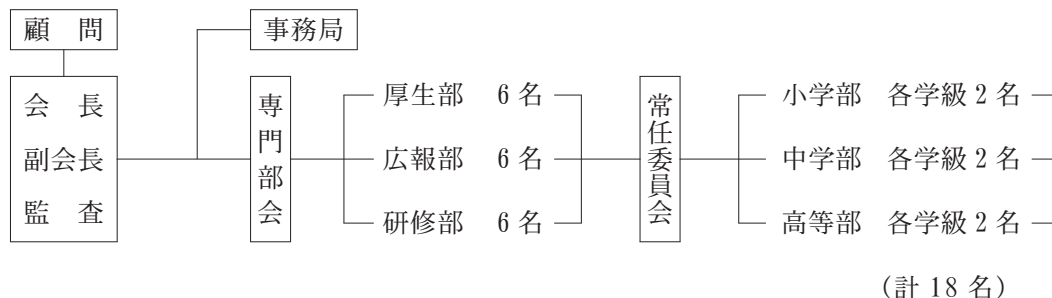 顧　問
事務局
会　長
副会長
監　査
専門部会
厚生部　6 名
広報部　6 名
研修部　6 名
常任委員会
小学部　各学級 2 名
中学部　各学級 2 名
高等部　各学級 2 名
（計 18 名）